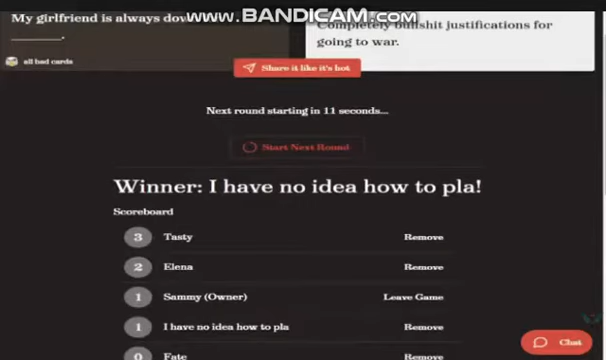 My girlfriend is always dow
www.BANDICAM.com
________.
Completely bullshit justifications for
going to war.
all bad cards
Share it like it's hot
Next round starting in 11 seconds...
Start Next Round
Winner: I have no idea how to pla!
Scoreboard
3 Tasty Remove
2 Elena Remove
1 Sammy (Owner) Leave Game
1 I have no idea how to pla Remove
0 Fate Remove
Chat